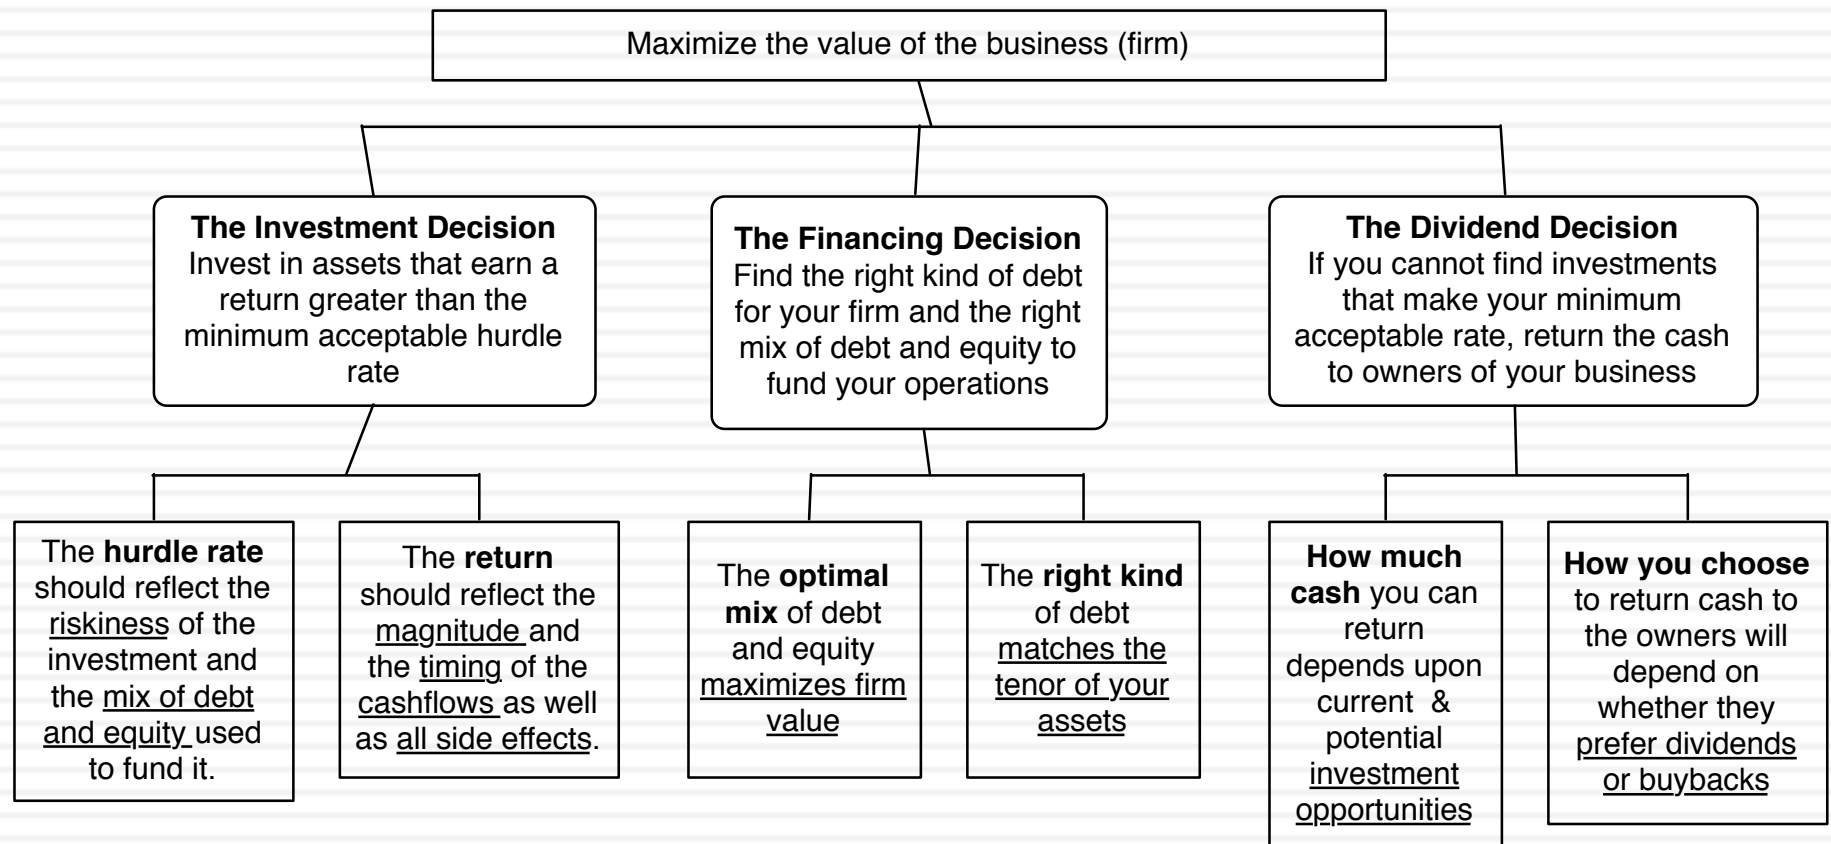 Maximize the value of the business (firm)
The Investment Decision
Invest in assets that earn a
return greater than the
minimum acceptable hurdle
rate
The Financing Decision
Find the right kind of debt
for your firm and the right
mix of debt and equity to
fund your operations
The Dividend Decision
If you cannot find investments
that make your minimum
acceptable rate, return the cash
to owners of your business
The hurdle rate
should reflect the
riskiness of the
investment and
the mix of debt
and equity used
to fund it.
The return
should reflect the
magnitude and
the timing of the
cashflows as well
as all side effects.
The optimal
mix of debt
and equity
maximizes firm
value
The right kind
of debt
matches the
tenor of your
assets
How much
cash you can
return
depends upon
current &
potential
investment
opportunities
How you choose
to return cash to
the owners will
depend on
whether they
prefer dividends
or buybacks